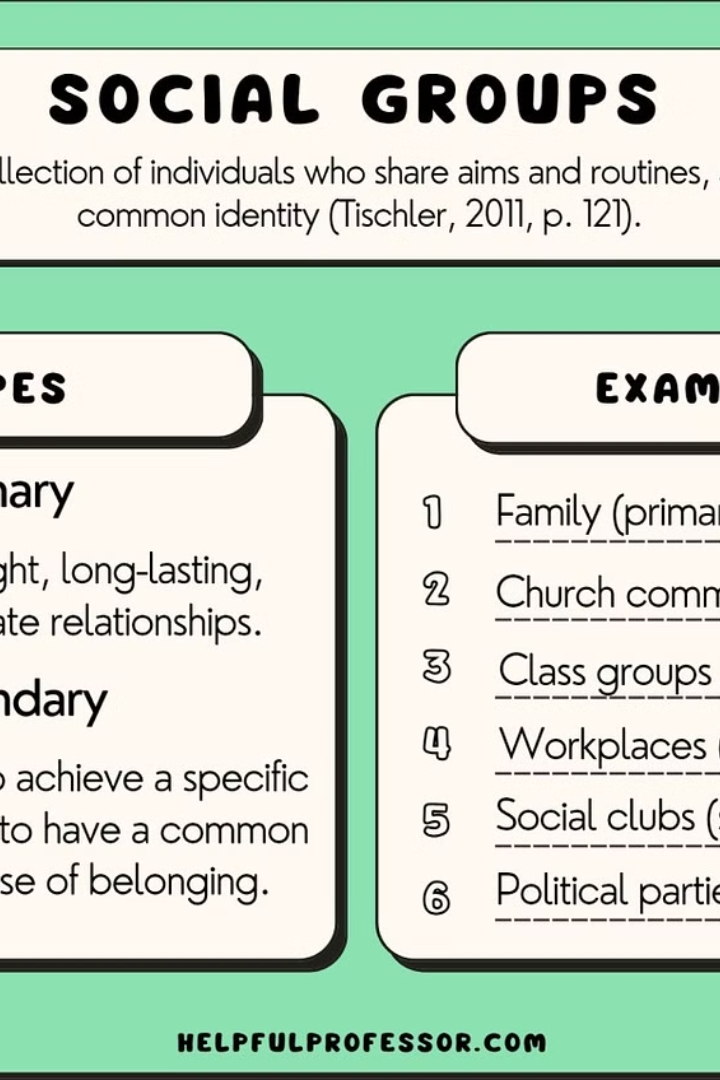 SOCIAL GROUPS
llection of individuals who share aims and routines,
common identity (Tischler, 2011, p. 121).
PES
nary
ght, long-lasting,
ate relationships.
ndary
o achieve a specific
to have a common
se of belonging.
EXAM
1 Family (primar
2 Church comm
3 Class groups
4 Workplaces (
5 Social clubs (s
6 Political partie
HELPFULPROFESSOR.COM